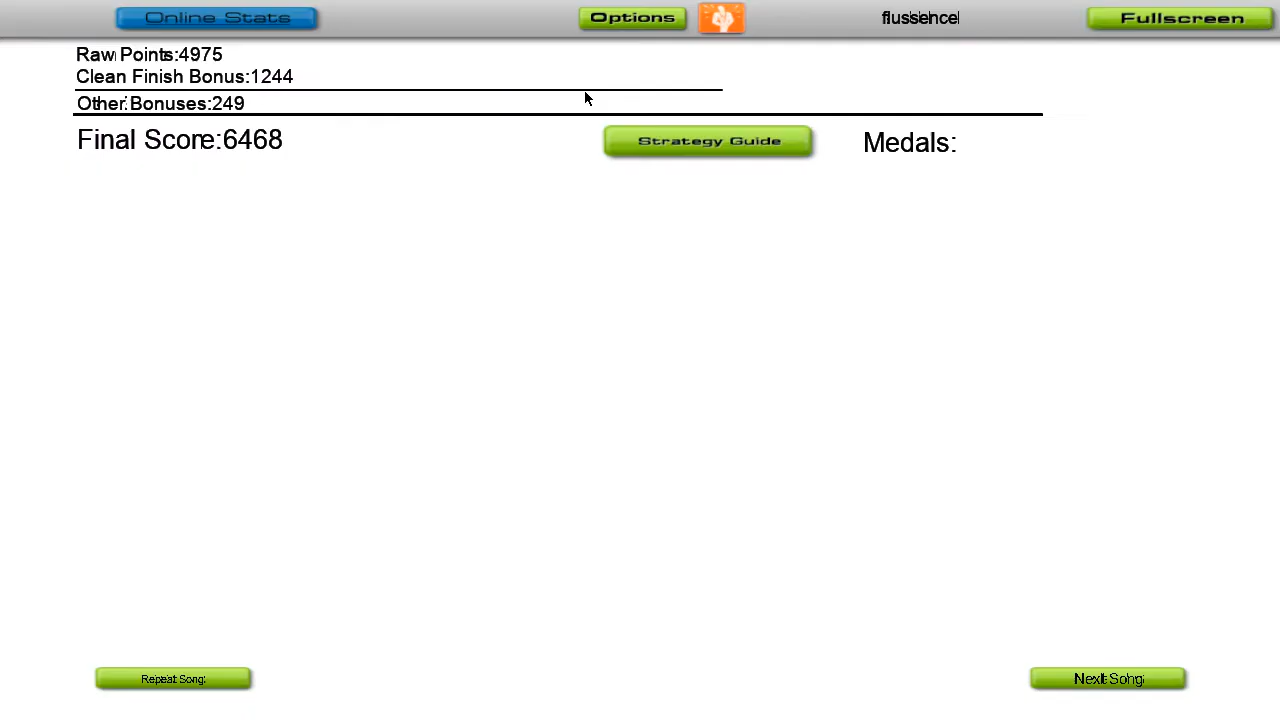 Online Stats
Options
flussence
Fullscreen
Raw Points:4975
Clean Finish Bonus:1244
Other Bonuses:249
Final Score:6468
Strategy Guide
Medals:
Repeat Song
Next Song